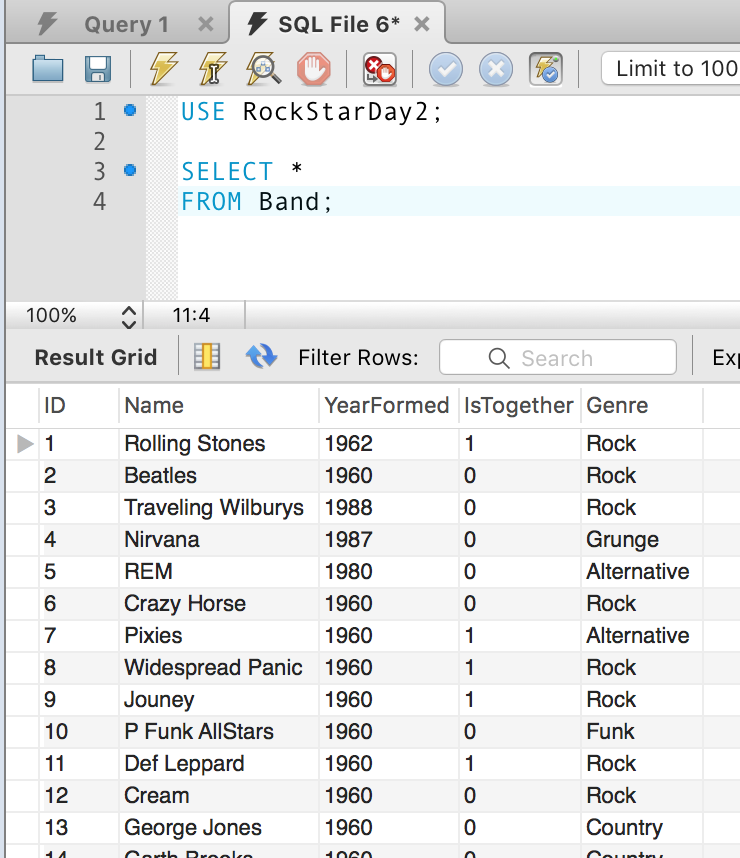 Query 1
SQL File 6*
Limit to 100
1 USE RockStarDay2;
2
3 SELECT *
4 FROM Band;
100% 11:4
Result Grid Filter Rows: Search Exp
ID Name YearFormed IsTogether Genre
1 Rolling Stones 1962 1 Rock
2 Beatles 1960 0 Rock
3 Traveling Wilburys 1988 0 Rock
4 Nirvana 1987 0 Grunge
5 REM 1980 0 Alternative
6 Crazy Horse 1960 0 Rock
7 Pixies 1960 1 Alternative
8 Widespread Panic 1960 1 Rock
9 Jouney 1960 1 Rock
10 P Funk AllStars 1960 0 Funk
11 Def Leppard 1960 1 Rock
12 Cream 1960 0 Rock
13 George Jones 1960 0 Country
14 Garth Brooks 1960 0 Country